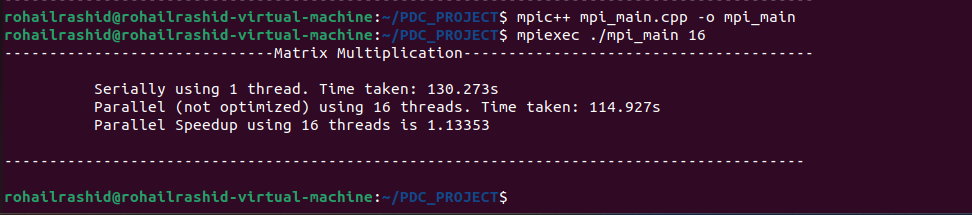 rohailrashid@rohailrashid-virtual-machine:~/PDC_PROJECT$ mpic++ mpi_main.cpp -o mpi_main
rohailrashid@rohailrashid-virtual-machine:~/PDC_PROJECT$ mpiexec ./mpi_main 16
------------------------------Matrix Multiplication---------------------------------------
Serially using 1 thread. Time taken: 130.273s
Parallel (not optimized) using 16 threads. Time taken: 114.927s
Parallel Speedup using 16 threads is 1.13353
-----------------------------------------------------------------------------------------
rohailrashid@rohailrashid-virtual-machine:~/PDC_PROJECT$